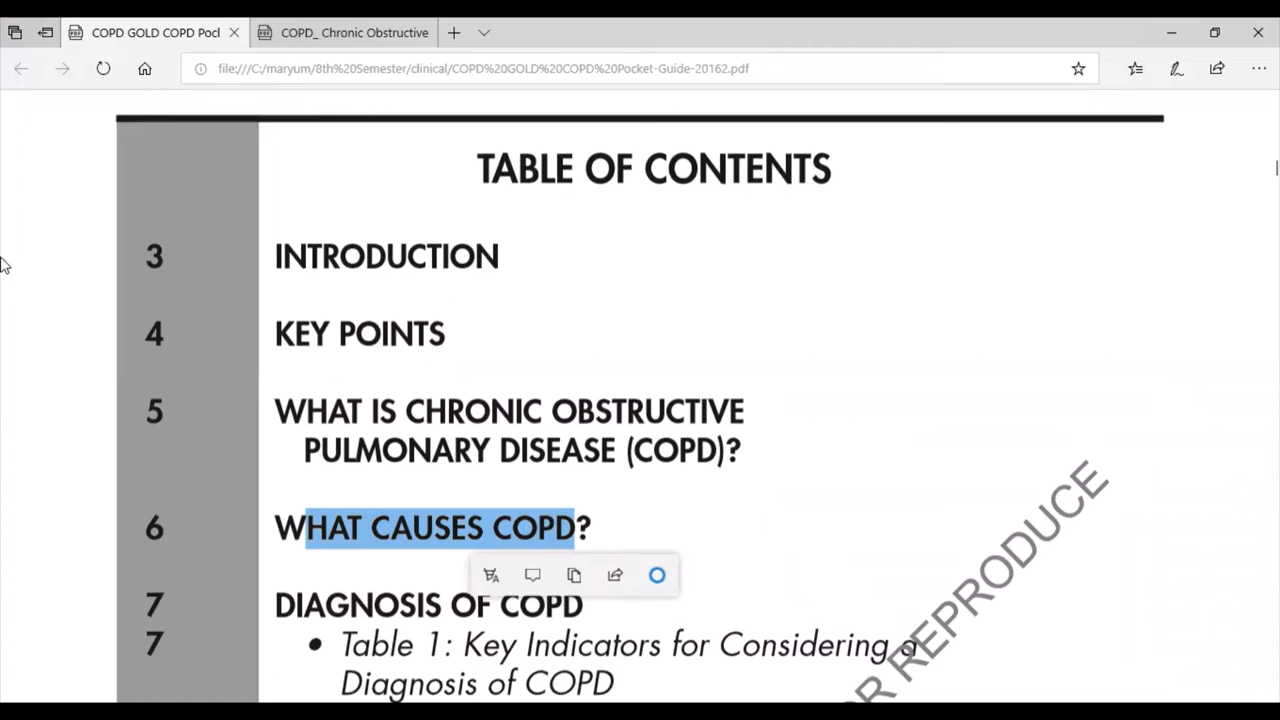 COPD GOLD COPD Pocl
COPD_ Chronic Obstructive
file:///C:/maryum/8th%20Semester/clinical/COPD%20GOLD%20COPD%20Pocket-Guide-20162.pdf
TABLE OF CONTENTS
3 INTRODUCTION
4 KEY POINTS
5 WHAT IS CHRONIC OBSTRUCTIVE
PULMONARY DISEASE (COPD)?
6 WHAT CAUSES COPD?
7 DIAGNOSIS OF COPD
7 • Table 1: Key Indicators for Considering a
Diagnosis of COPD
OR REPRODUCE